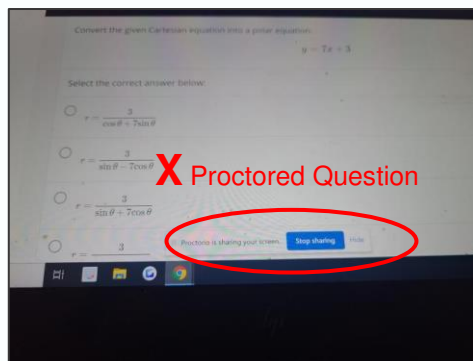 Convert the given Cartesian equation into a polar equation.
y = 7x + 3
Select the correct answer below:
r = 3 / (cos θ + 7sin θ)
r = 3 / (sin θ − 7cos θ)
X Proctored Question
r = 3 / (sin θ + 7cos θ)
r = 3
Proctorio is sharing your screen. Stop sharing Hide
hp